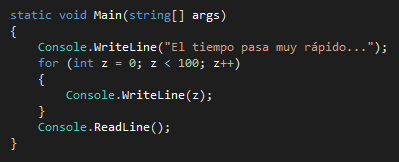 static void Main(string[] args)
{
    Console.WriteLine("El tiempo pasa muy rápido...");
    for (int z = 0; z < 100; z++)
    {
        Console.WriteLine(z);
    }
    Console.ReadLine();
}